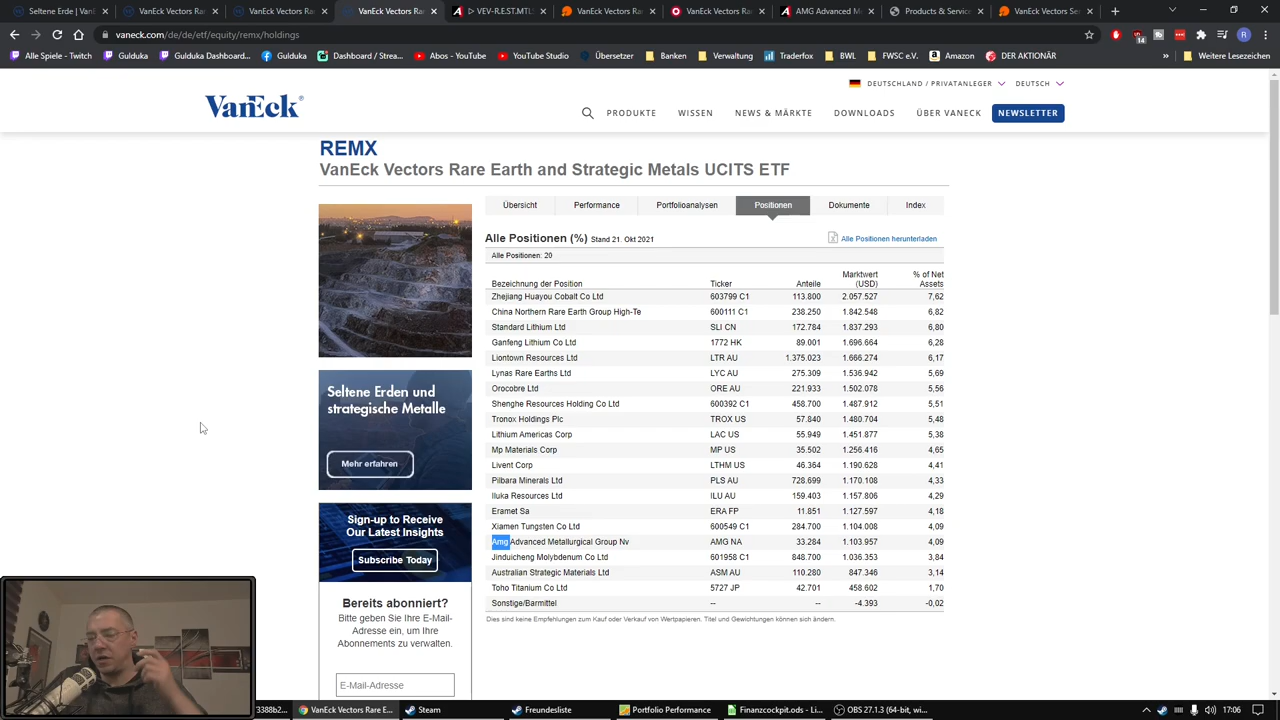 VanEck Vectors R
Seltene Erden |
VanEck Vectors R
VEV-R.EST.MTL
VanEck Vectors R
VanEck Vectors
AMG Advanced M
Products & Service
VanEck Vectors Se
vaneck.com/de/de/etf/equity/remx/holdings
Alle Spiele - Twitch
Gulduka - Twitch
Gulduka Dashboard...
Facebook
Dashboard / Strea...
Abos - YouTube
YouTube Studio
Übersetzer
Banken
Verwaltung
Traderfox
BWL
FWSC e.V.
Amazon
DER AKTIONÄR
Weitere Lesezeichen
DEUTSCHLAND / PRIVATANLEGER
DEUTSCH
VanEck
PRODUKTE
WISSEN
NEWS & MÄRKTE
DOWNLOADS
ÜBER VANECK
NEWSLETTER
REMX
VanEck Vectors Rare Earth and Strategic Metals UCITS ETF
Übersicht
Performance
Portfolioanalysen
Positionen
Dokumente
Index
Alle Positionen (%) Stand 21. Okt 2021
Alle Positionen herunterladen
Alle Positionen: 20
Bezeichnung der Position Ticker Anteile Marktwert (USD) % of Net Assets
Zhejiang Huayou Cobalt Co Ltd 603799 C1 113.800 2.057.527 7,62
China Northern Rare Earth Group High-Te 600111 C1 238.250 1.842.548 6,82
Standard Lithium Ltd SLI CN 172.784 1.837.293 6,80
Ganfeng Lithium Co Ltd 1772 HK 89.001 1.696.664 6,28
Liontown Resources Ltd LTR AU 1.375.023 1.666.274 6,17
Lynas Rare Earths Ltd LYC AU 275.309 1.536.942 5,69
Orocobre Ltd ORE AU 221.933 1.502.078 5,56
Shenghe Resources Holding Co Ltd 600392 C1 458.700 1.487.912 5,51
Tronox Holdings Plc TROX US 57.840 1.480.704 5,48
Lithium Americas Corp LAC US 55.949 1.451.877 5,38
Mp Materials Corp MP US 35.502 1.256.416 4,65
Livent Corp LTHM US 46.364 1.190.628 4,41
Pilbara Minerals Ltd PLS AU 728.699 1.170.108 4,33
Iluka Resources Ltd ILU AU 159.403 1.157.806 4,29
Eramet Sa ERA FP 11.851 1.127.597 4,18
Xiamen Tungsten Co Ltd 600549 C1 284.700 1.104.008 4,09
Amg Advanced Metallurgical Group Nv AMG NA 33.284 1.103.957 4,09
Jinduicheng Molybdenum Co Ltd 601958 C1 848.700 1.036.353 3,84
Australian Strategic Materials Ltd ASM AU 110.280 847.346 3,14
Toho Titanium Co Ltd 5727 JP 42.701 458.602 1,70
Sonstige/Barmittel -- -- -4.393 -0,02
Dies sind keine Empfehlungen zum Kauf oder Verkauf von Wertpapieren. Titel und Gewichtungen können sich ändern.
Seltene Erden und
strategische Metalle
Mehr erfahren
Sign-up to Receive
Our Latest Insights
Subscribe Today
Bereits abonniert?
Bitte geben Sie Ihre E-Mail-
Adresse ein, um Ihre
Abonnements zu verwalten.
E-Mail-Adresse
3388b2...
VanEck Vectors Rare E...
Steam
Freundesliste
Portfolio Performance
Finanzcockpit.ods - Li...
OBS 27.1.3 (64-bit, wi...
17:06